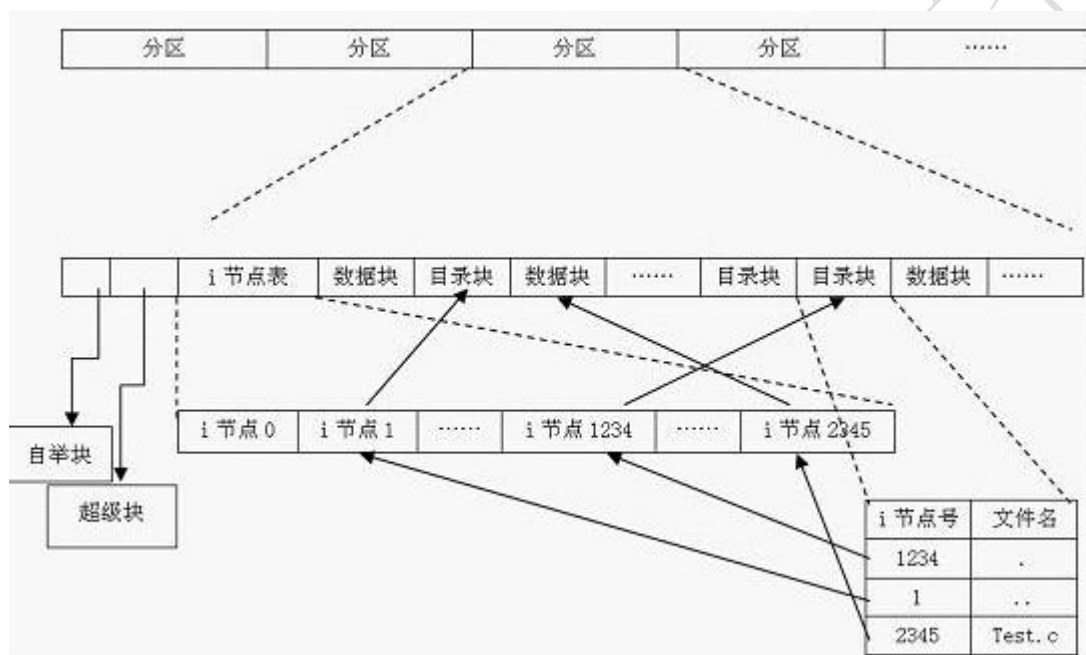 分区 分区 分区 分区 ……
i 节点表 数据块 目录块 数据块 …… 目录块 目录块 数据块 ……
i 节点 0 i 节点 1 …… i 节点 1234 …… i 节点 2345
自举块
超级块
i 节点号 文件名
1234 .
1 ..
2345 Test.c